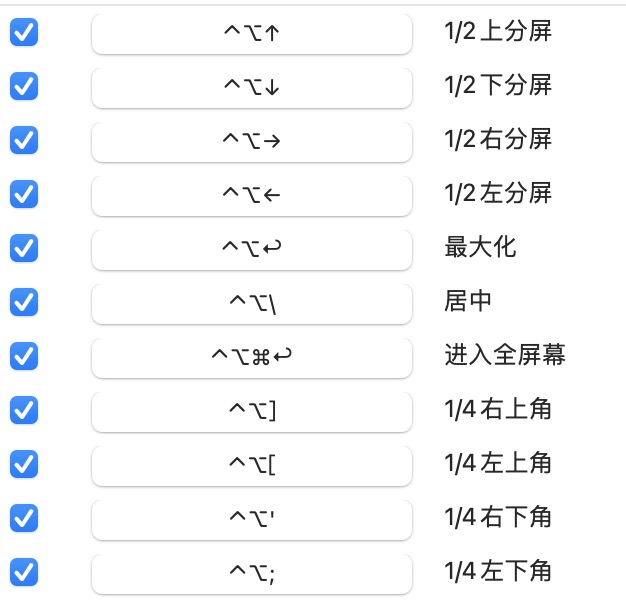 ⌃⌥↑ 1/2 上分屏
⌃⌥↓ 1/2 下分屏
⌃⌥→ 1/2 右分屏
⌃⌥← 1/2 左分屏
⌃⌥↩ 最大化
⌃⌥\ 居中
⌃⌥⌘↩ 进入全屏幕
⌃⌥] 1/4 右上角
⌃⌥[ 1/4 左上角
⌃⌥' 1/4 右下角
⌃⌥; 1/4 左下角